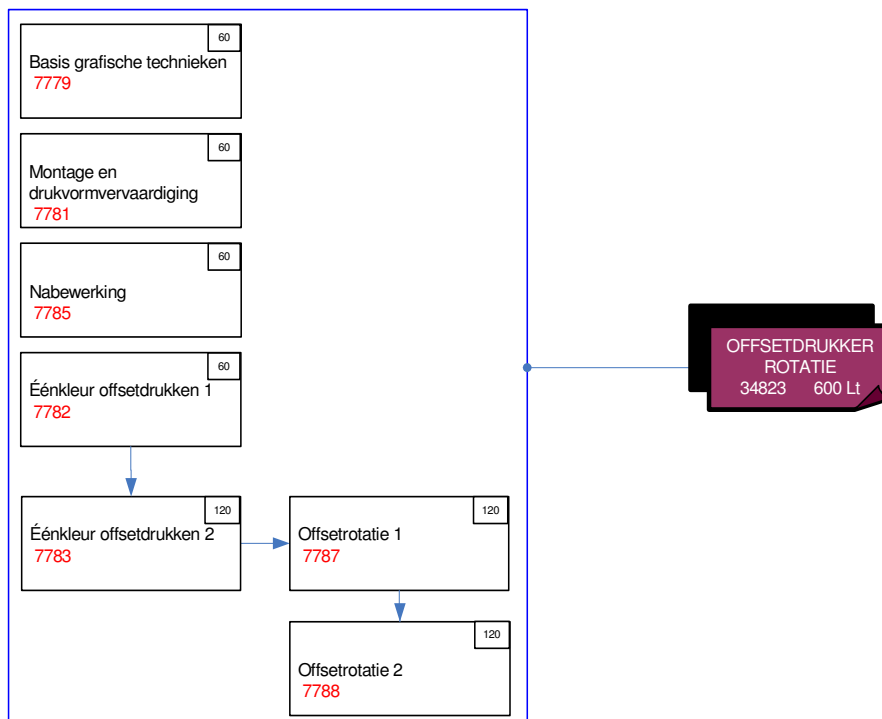 60
Basis grafische technieken
7779
60
Montage en
drukvormvervaardiging
7781
60
Nabewerking
7785
60
Éénkleur offsetdrukken 1
7782
120
Éénkleur offsetdrukken 2
7783
120
Offsetrotatie 1
7787
120
Offsetrotatie 2
7788
OFFSETDRUKKER
ROTATIE
34823 600 Lt